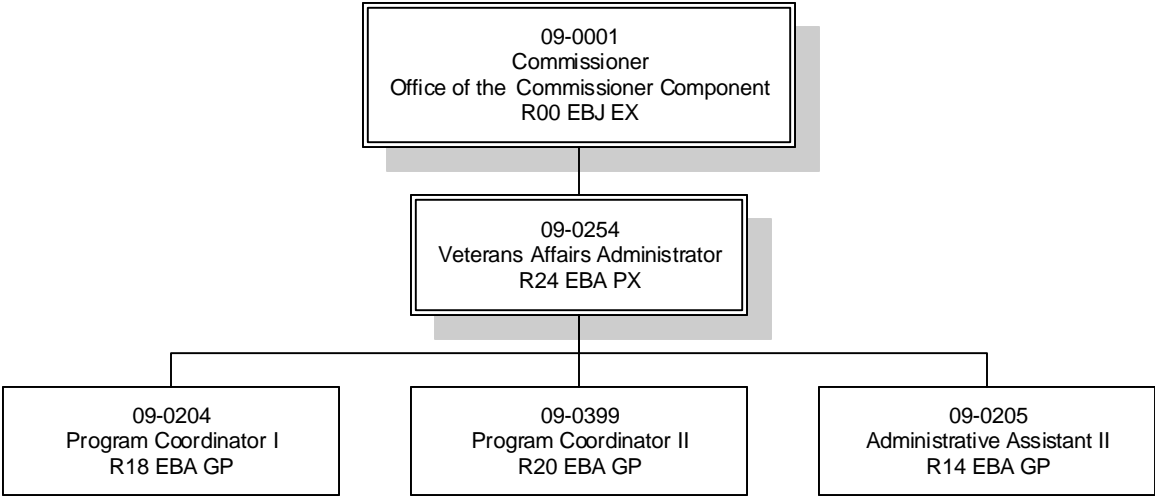 09-0001
Commissioner
Office of the Commissioner Component
R00 EBJ EX
09-0254
Veterans Affairs Administrator
R24 EBA PX
09-0204
Program Coordinator I
R18 EBA GP
09-0399
Program Coordinator II
R20 EBA GP
09-0205
Administrative Assistant II
R14 EBA GP